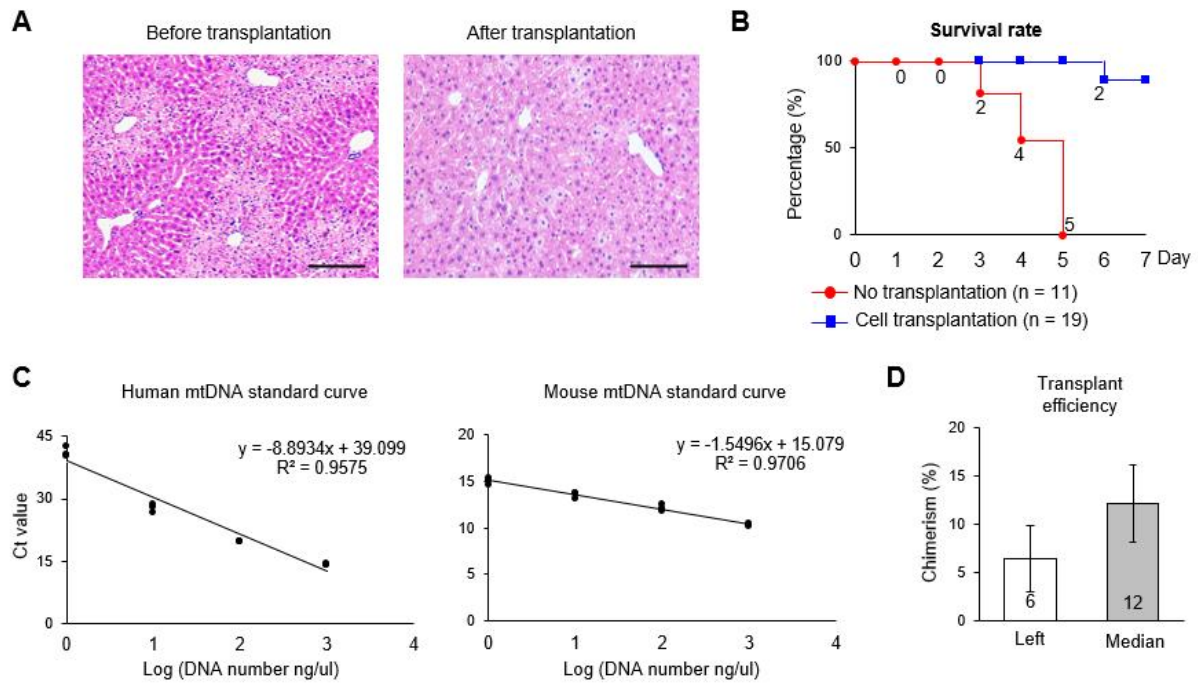 A
Before transplantation
After transplantation
B
Survival rate
100
50
0
Percentage (%)
0
0
2
4
5
2
0 1 2 3 4 5 6 7 Day
No transplantation (n = 11)
Cell transplantation (n = 19)
C
Human mtDNA standard curve
y = -8.8934x + 39.099
R² = 0.9575
45
30
15
0
Ct value
0 1 2 3 4
Log (DNA number ng/ul)
Mouse mtDNA standard curve
y = -1.5496x + 15.079
R² = 0.9706
20
15
10
5
0
0 1 2 3 4
Log (DNA number ng/ul)
D
Transplant
efficiency
20
15
10
5
0
Chimerism (%)
6
12
Left Median